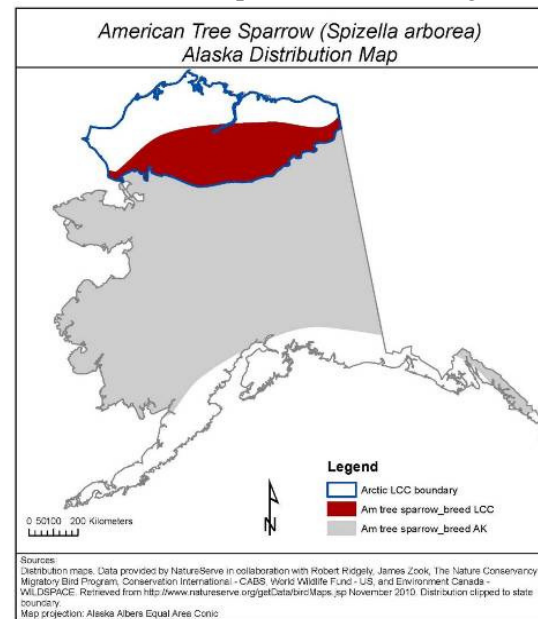 American Tree Sparrow (Spizella arborea)
Alaska Distribution Map
Legend
Arctic LCC boundary
Am tree sparrow_breed LCC
Am tree sparrow_breed AK
0 50100 200 Kilometers
N
Sources:
Distribution maps. Data provided by NatureServe in collaboration with Robert Ridgely, James Zook, The Nature Conservancy
Migratory Bird Program, Conservation International - CABS, World Wildlife Fund - US, and Environment Canada -
WILDSPACE. Retrieved from http://www.natureserve.org/getData/birdMaps.jsp November 2010. Distribution clipped to state
boundary.
Map projection: Alaska Albers Equal Area Conic